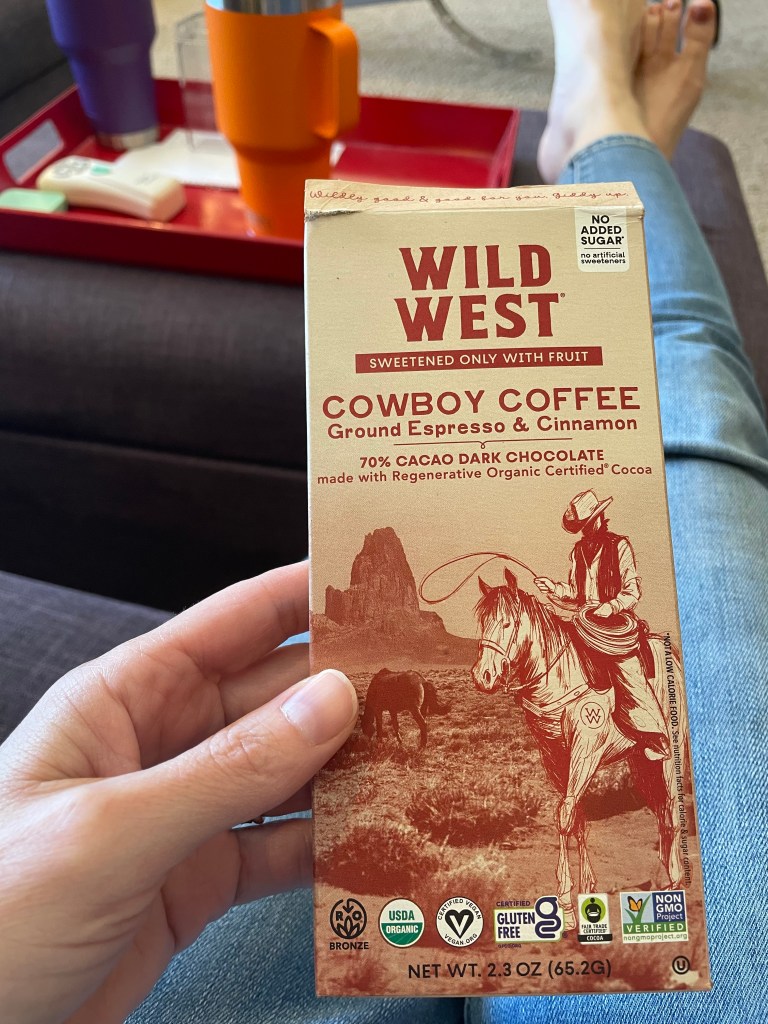 Wildly good & good for you. Giddy up.
NO
ADDED
SUGAR*
no artificial
sweeteners
WILD
WEST®
SWEETENED ONLY WITH FRUIT
COWBOY COFFEE
Ground Espresso & Cinnamon
70% CACAO DARK CHOCOLATE
made with Regenerative Organic Certified® Cocoa
*NOT A LOW CALORIE FOOD. See nutrition facts for calorie & sugar content.
W
RO
BRONZE
USDA
ORGANIC
CERTIFIED VEGAN
VEGAN.ORG
CERTIFIED
GLUTEN
FREE
g
FAIR TRADE
CERTIFIED
COCOA
NON
GMO
Project
VERIFIED
nongmoproject.org
NET WT. 2.3 OZ (65.2G)
U